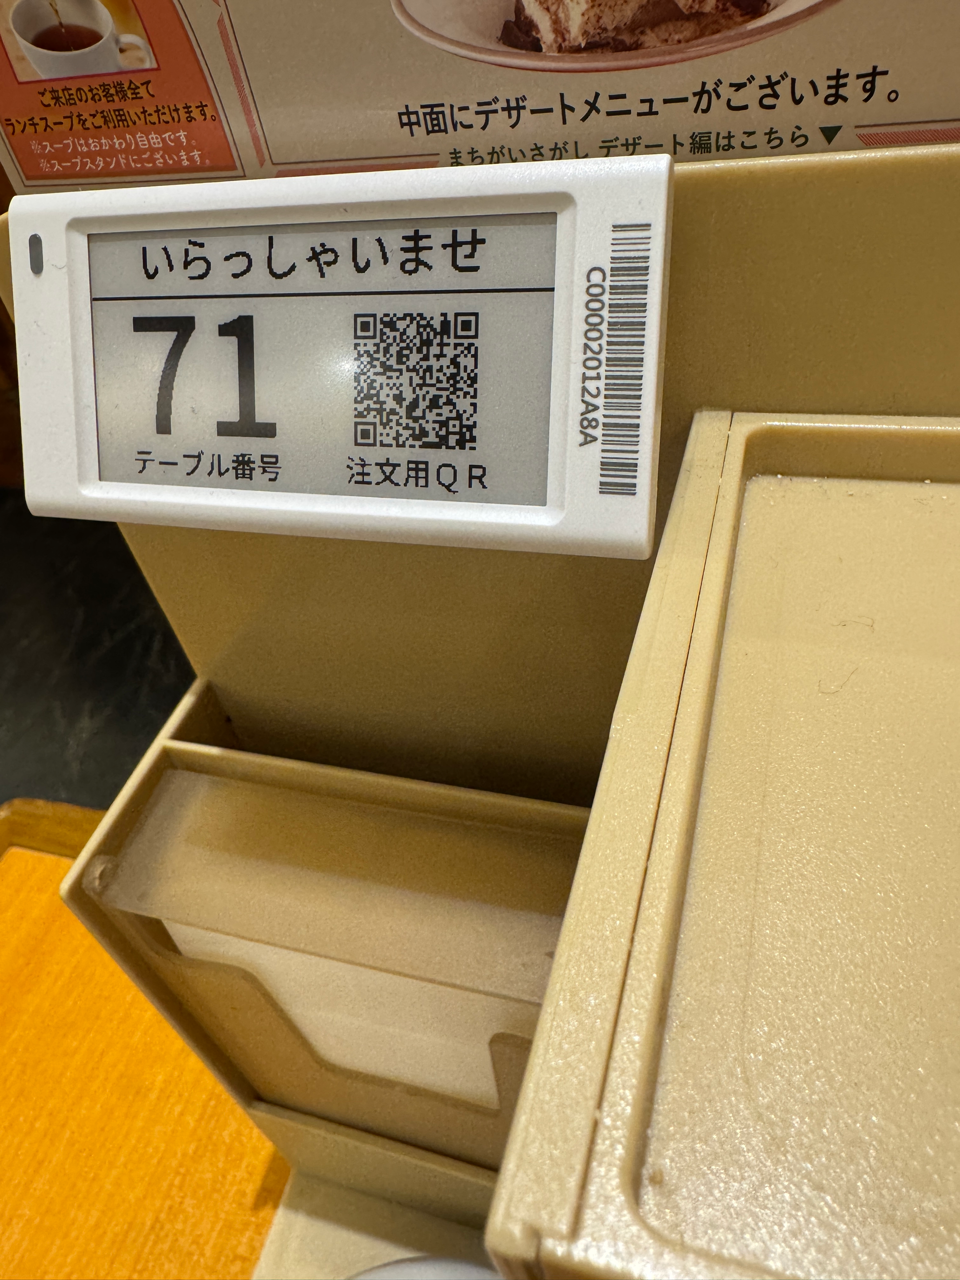 ご来店のお客様全て
ランチスープをご利用いただけます。
※スープはおかわり自由です。
※スープスタンドにございます。
中面にデザートメニューがございます。
まちがいさがし デザート編はこちら▼
いらっしゃいませ
71
テーブル番号
注文用QR
C00002012A8A